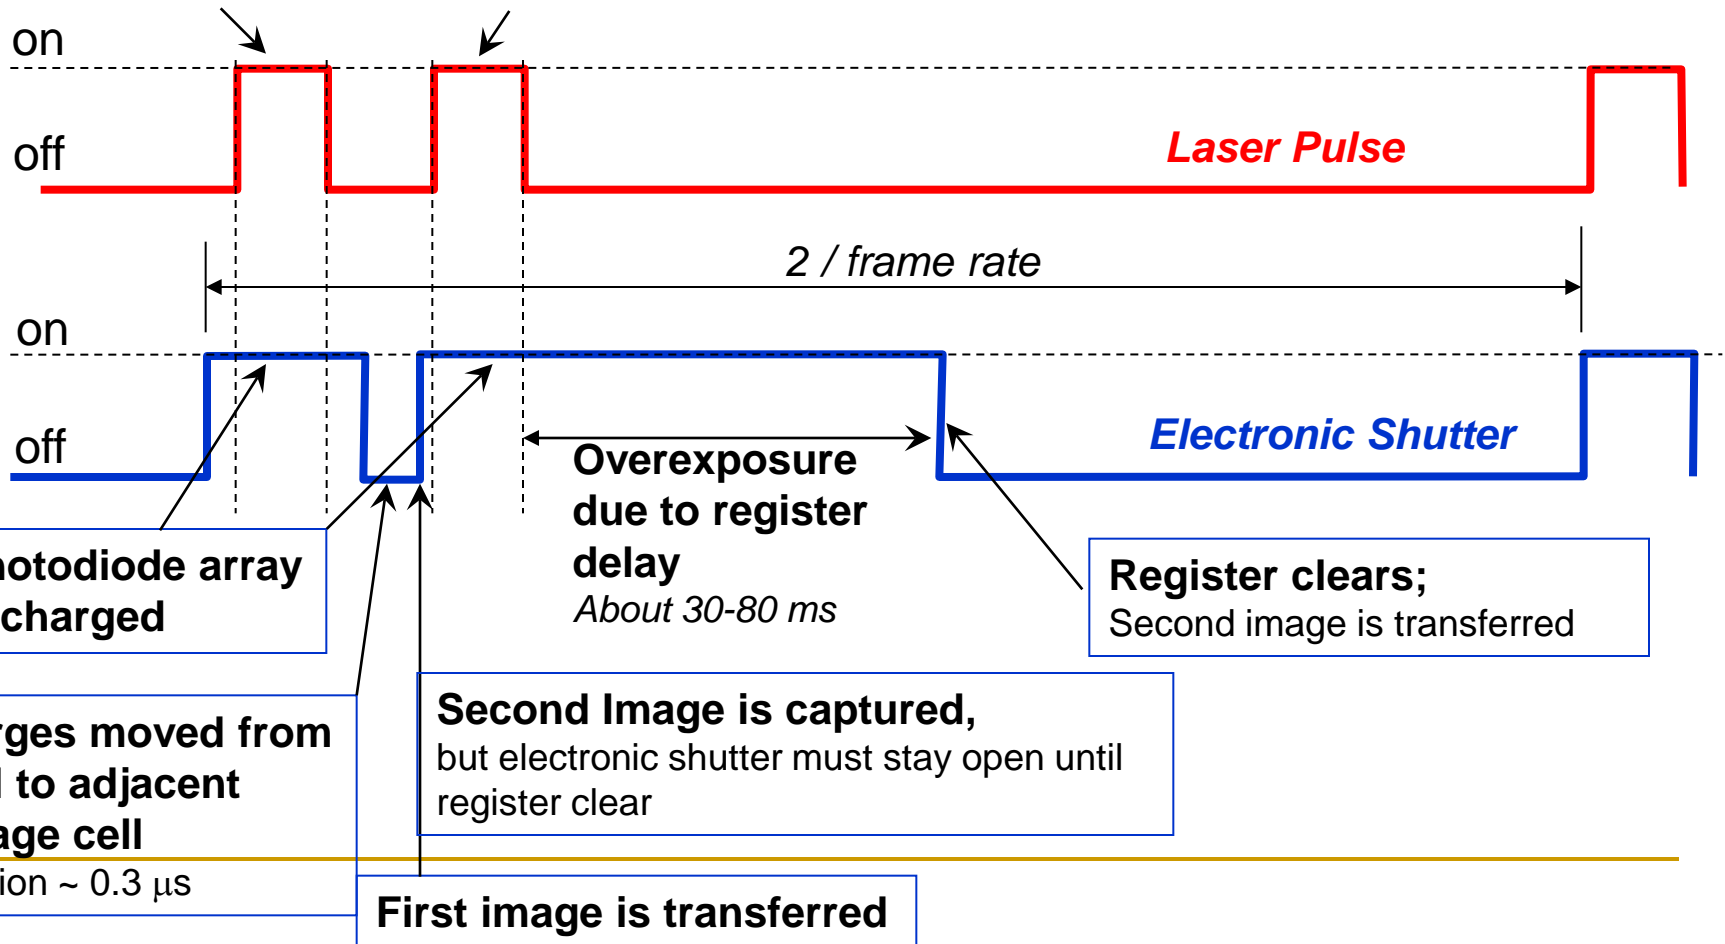 on
off
Laser Pulse
2 / frame rate
on
off
Electronic Shutter
Overexposure
due to register
delay
About 30-80 ms
otodiode array
charged
Register clears;
Second image is transferred
rges moved from
to adjacent
age cell
ion ~ 0.3 µs
Second Image is captured,
but electronic shutter must stay open until
register clear
First image is transferred